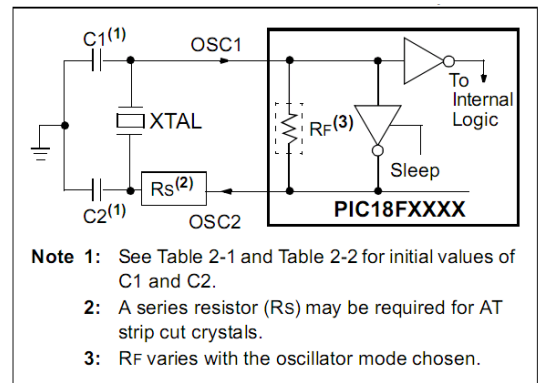 C1(1)
OSC1
To
Internal
Logic
XTAL
RF(3)
Sleep
RS(2)
C2(1)
OSC2
PIC18FXXXX
Note 1: See Table 2-1 and Table 2-2 for initial values of
C1 and C2.
2: A series resistor (RS) may be required for AT
strip cut crystals.
3: RF varies with the oscillator mode chosen.